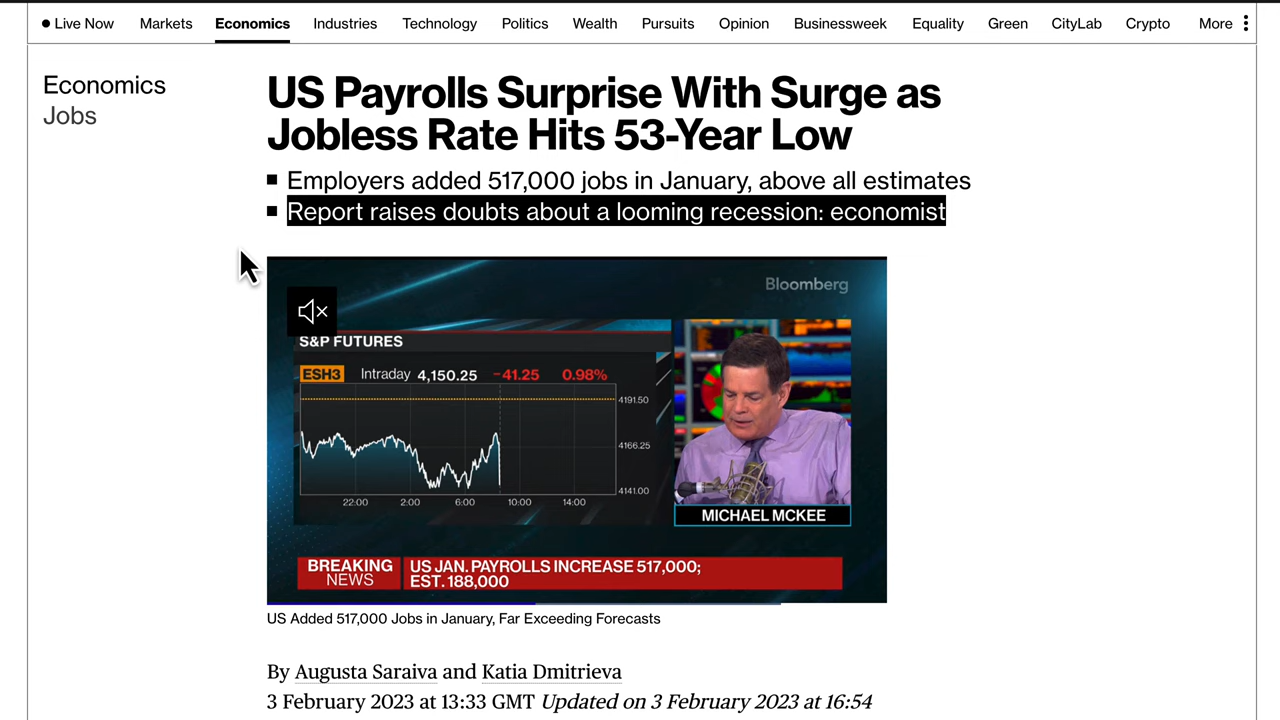 Live Now Markets Economics Industries Technology Politics Wealth Pursuits Opinion Businessweek Equality Green CityLab Crypto More
Economics
Jobs
US Payrolls Surprise With Surge as
Jobless Rate Hits 53-Year Low
Employers added 517,000 jobs in January, above all estimates
Report raises doubts about a looming recession: economist
Bloomberg
S&P FUTURES
ESH3 Intraday 4,150.25 -41.25 0.98%
4191.50
4166.25
4141.00
22:00 2:00 6:00 10:00 14:00
MICHAEL MCKEE
BREAKING
NEWS
US JAN. PAYROLLS INCREASE 517,000;
EST. 188,000
US Added 517,000 Jobs in January, Far Exceeding Forecasts
By Augusta Saraiva and Katia Dmitrieva
3 February 2023 at 13:33 GMT Updated on 3 February 2023 at 16:54